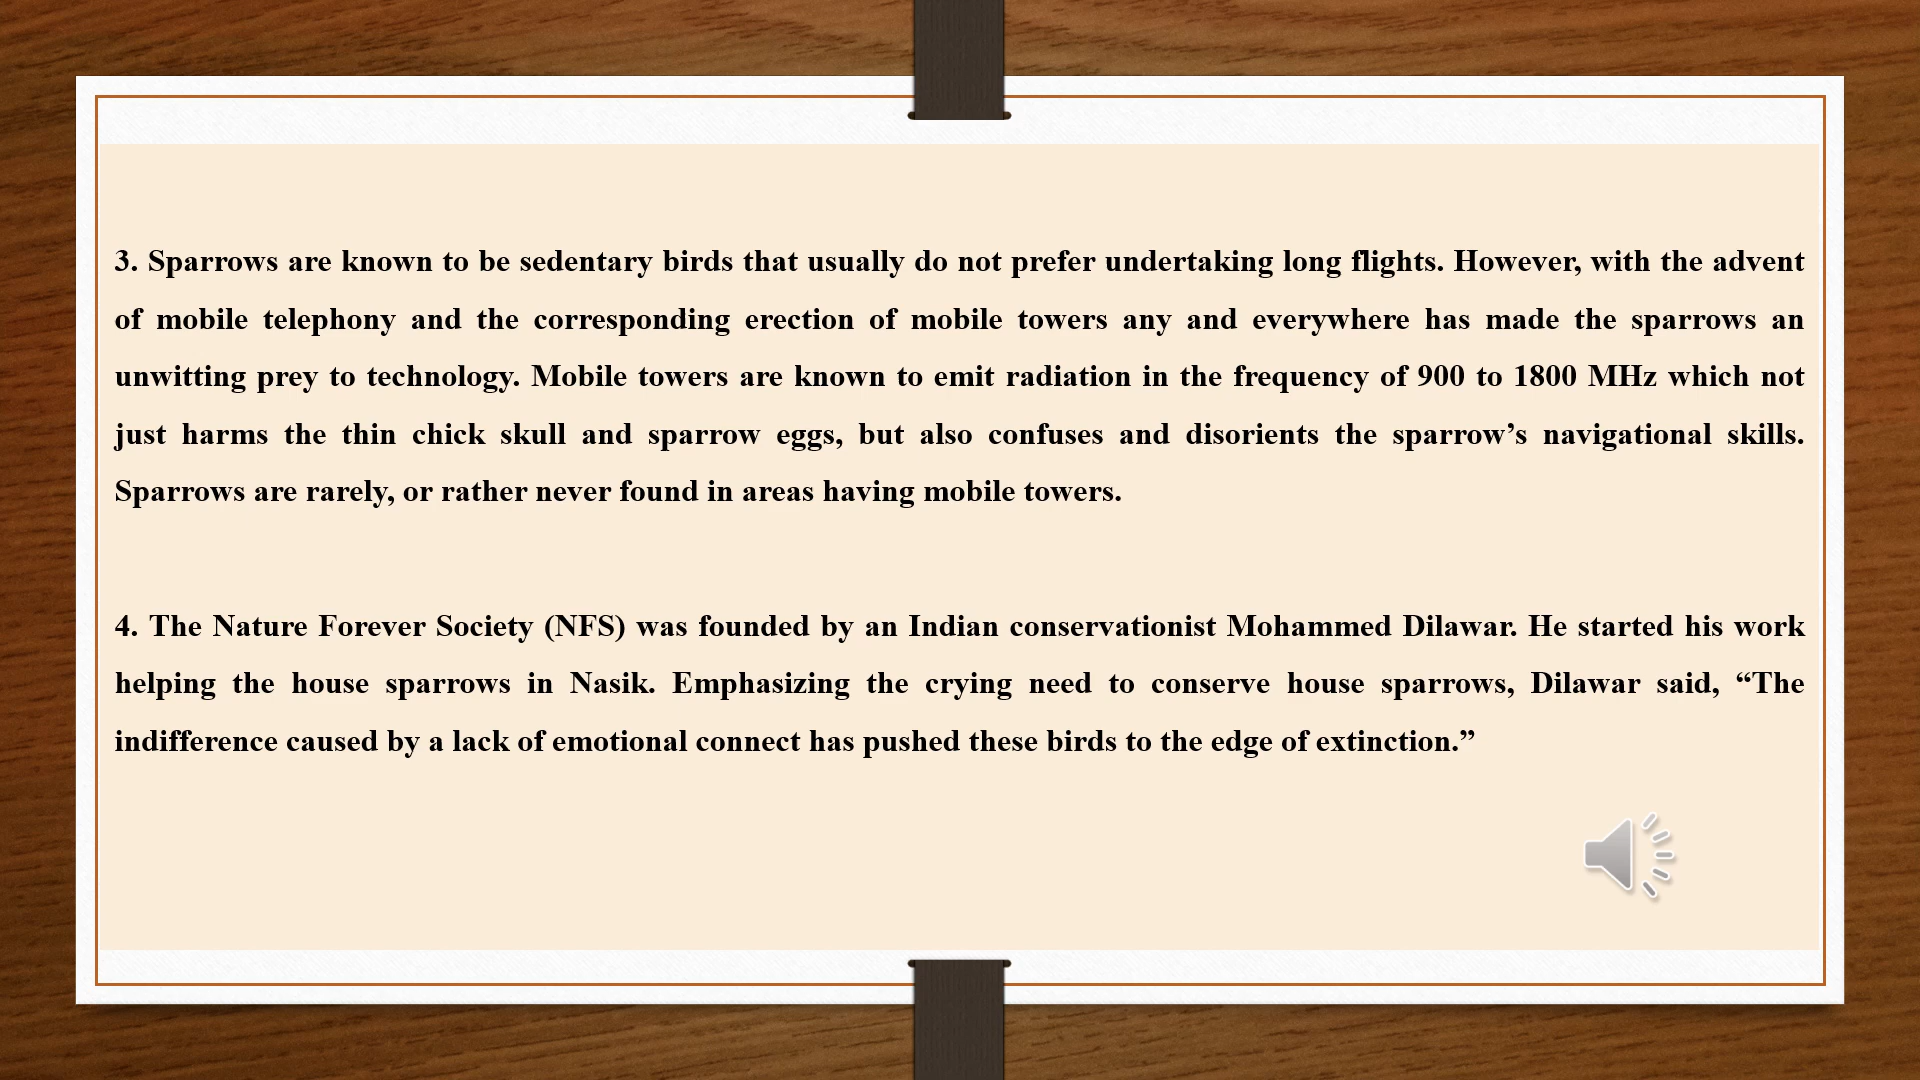 3. Sparrows are known to be sedentary birds that usually do not prefer undertaking long flights. However, with the advent
of mobile telephony and the corresponding erection of mobile towers any and everywhere has made the sparrows an
unwitting prey to technology. Mobile towers are known to emit radiation in the frequency of 900 to 1800 MHz which not
just harms the thin chick skull and sparrow eggs, but also confuses and disorients the sparrow’s navigational skills.
Sparrows are rarely, or rather never found in areas having mobile towers.
4. The Nature Forever Society (NFS) was founded by an Indian conservationist Mohammed Dilawar. He started his work
helping the house sparrows in Nasik. Emphasizing the crying need to conserve house sparrows, Dilawar said, “The
indifference caused by a lack of emotional connect has pushed these birds to the edge of extinction.”